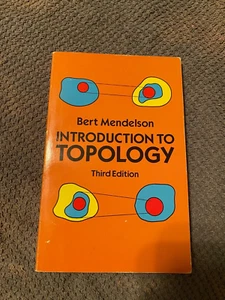 Bert Mendelson
INTRODUCTION TO
TOPOLOGY
Third Edition